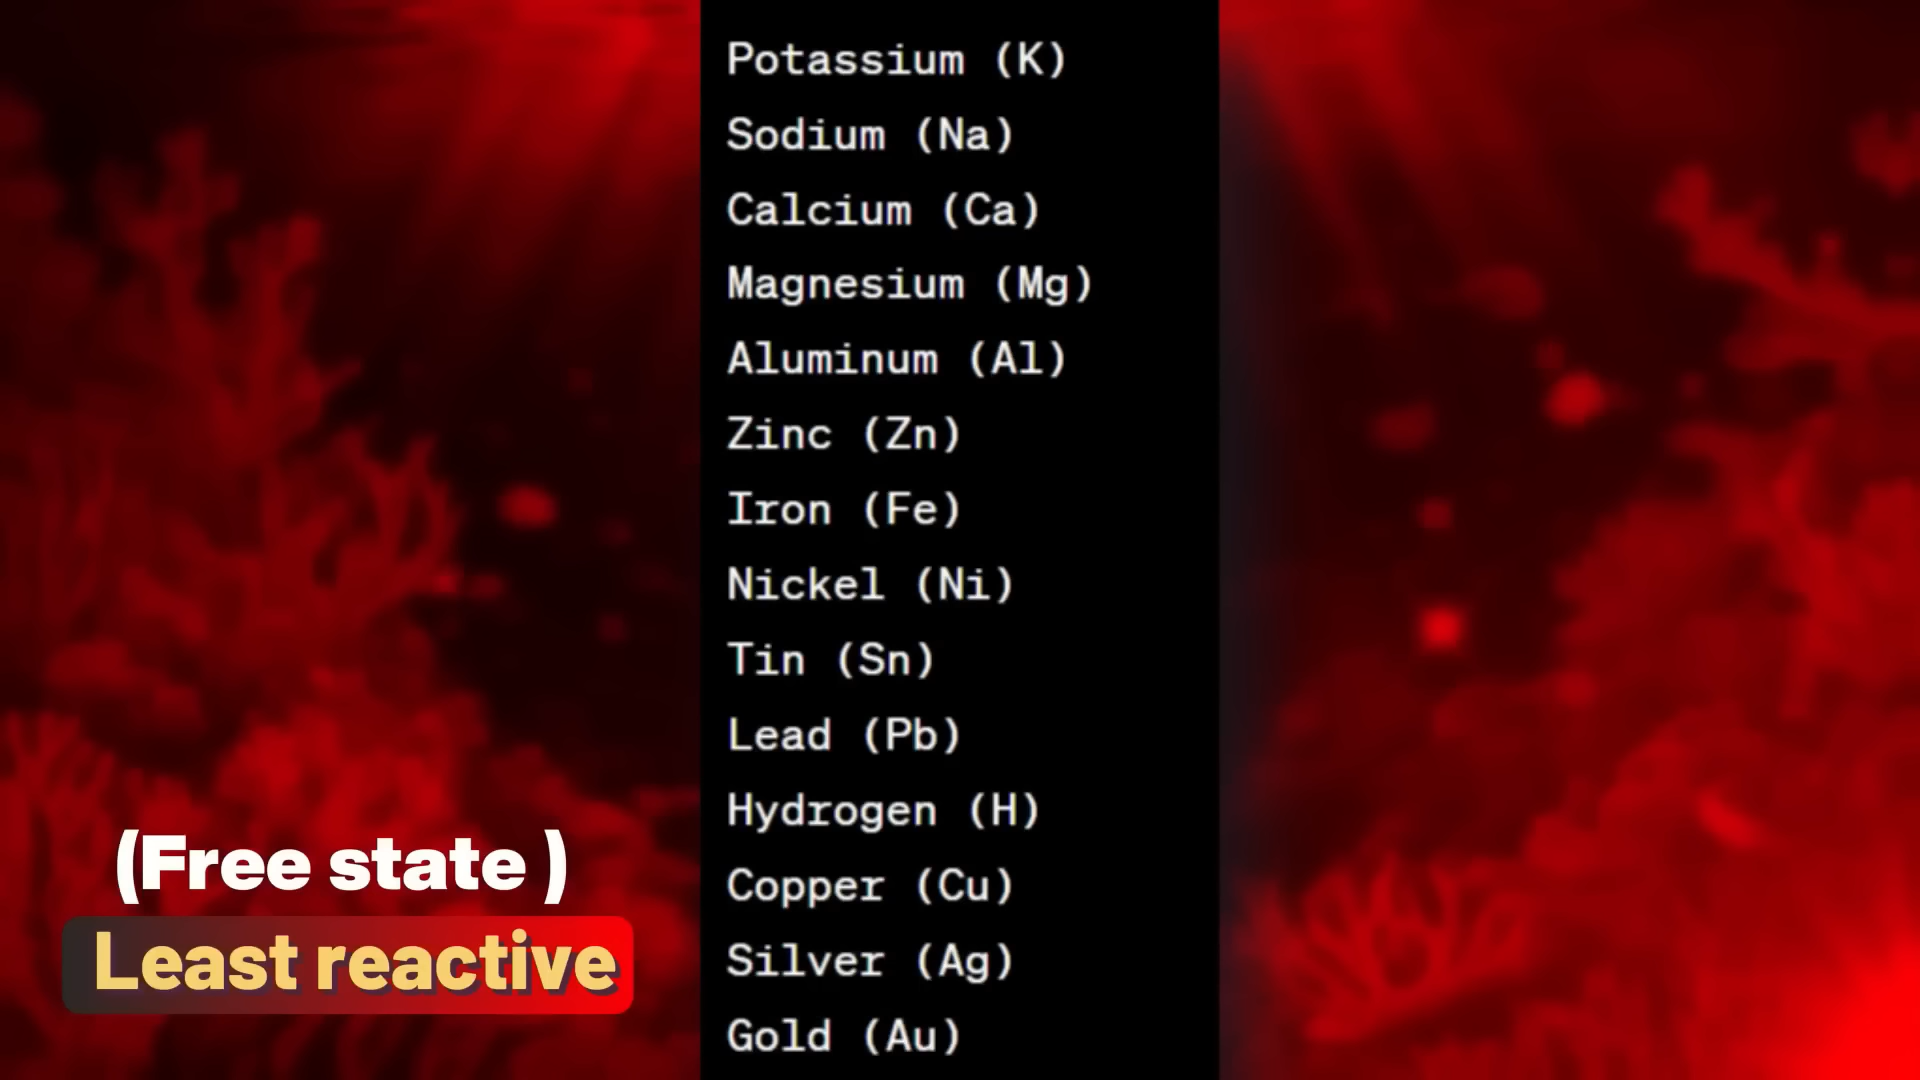 Potassium (K)
Sodium (Na)
Calcium (Ca)
Magnesium (Mg)
Aluminum (Al)
Zinc (Zn)
Iron (Fe)
Nickel (Ni)
Tin (Sn)
Lead (Pb)
Hydrogen (H)
Copper (Cu)
Silver (Ag)
Gold (Au)
(Free state )
Least reactive